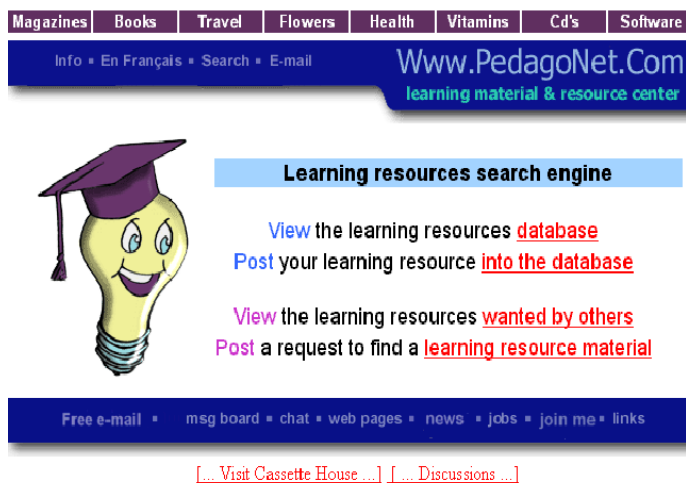 Magazines Books Travel Flowers Health Vitamins Cd's Software
Info ▪ En Français ▪ Search ▪ E-mail
Www.PedagoNet.Com
learning material & resource center
Learning resources search engine
View the learning resources database
Post your learning resource into the database
View the learning resources wanted by others
Post a request to find a learning resource material
Free e-mail ▪ msg board ▪ chat ▪ web pages ▪ news ▪ jobs ▪ join me ▪ links
[... Visit Cassette House ...] [ ... Discussions ...]